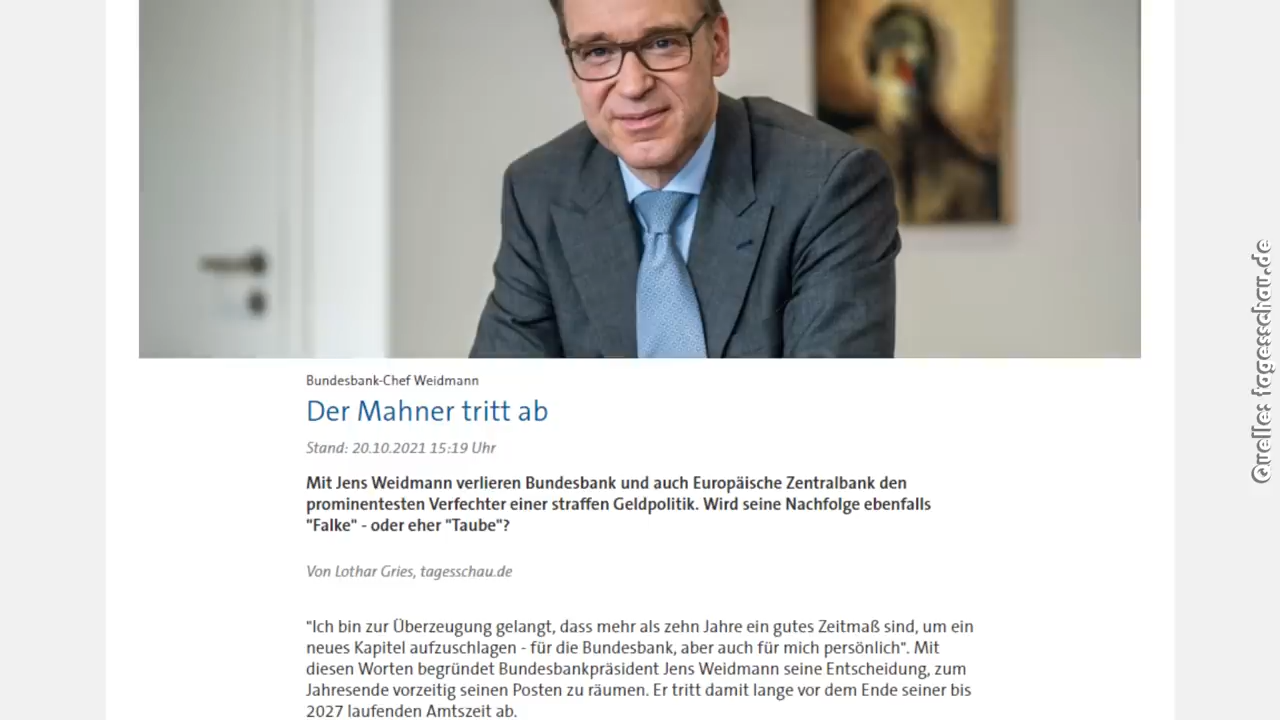 Bundesbank-Chef Weidmann
Der Mahner tritt ab
Stand: 20.10.2021 15:19 Uhr
Mit Jens Weidmann verlieren Bundesbank und auch Europäische Zentralbank den
prominentesten Verfechter einer straffen Geldpolitik. Wird seine Nachfolge ebenfalls
"Falke" - oder eher "Taube"?
Von Lothar Gries, tagesschau.de
"Ich bin zur Überzeugung gelangt, dass mehr als zehn Jahre ein gutes Zeitmaß sind, um ein
neues Kapitel aufzuschlagen - für die Bundesbank, aber auch für mich persönlich". Mit
diesen Worten begründet Bundesbankpräsident Jens Weidmann seine Entscheidung, zum
Jahresende vorzeitig seinen Posten zu räumen. Er tritt damit lange vor dem Ende seiner bis
2027 laufenden Amtszeit ab.
Quelle: tagesschau.de